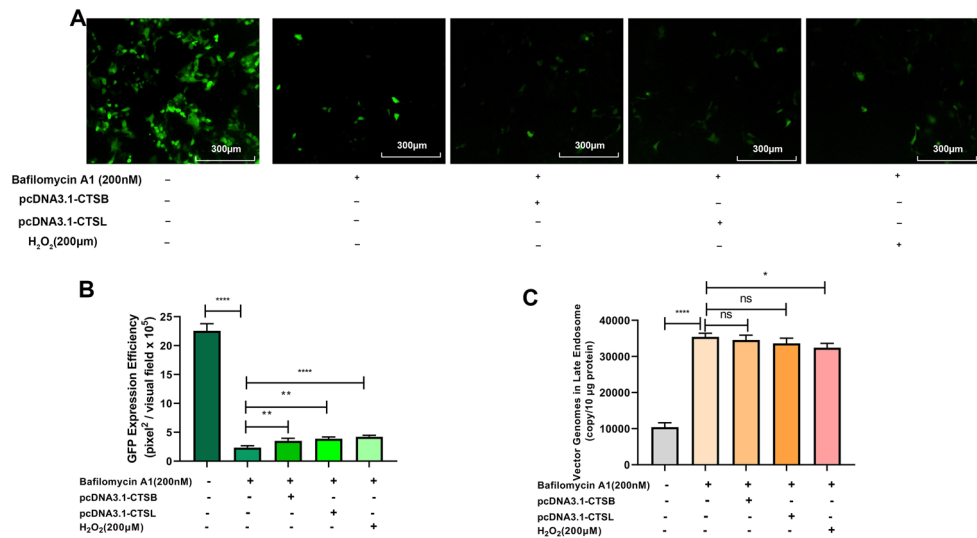 A
300μm 300μm 300μm 300μm 300μm
Bafilomycin A1 (200nM) – + + + +
pcDNA3.1-CTSB – – + – –
pcDNA3.1-CTSL – – – + –
H₂O₂(200μm) – – – – +
B
GFP Expression Efficiency
(pixel² / visual field x 10⁵)
25
20
15
10
5
0
****
**
**
****
Bafilomycin A1(200nM) - + + + +
pcDNA3.1-CTSB - - + - -
pcDNA3.1-CTSL - - - + -
H₂O₂(200μM) - - - - +
C
Vector Genomes in Late Endosome
(copy/10 μg protein)
40000
30000
20000
10000
0
****
ns
ns
*
Bafilomycin A1(200nM) - + + + +
pcDNA3.1-CTSB - - + - -
pcDNA3.1-CTSL - - - + -
H₂O₂(200μM) - - - - +